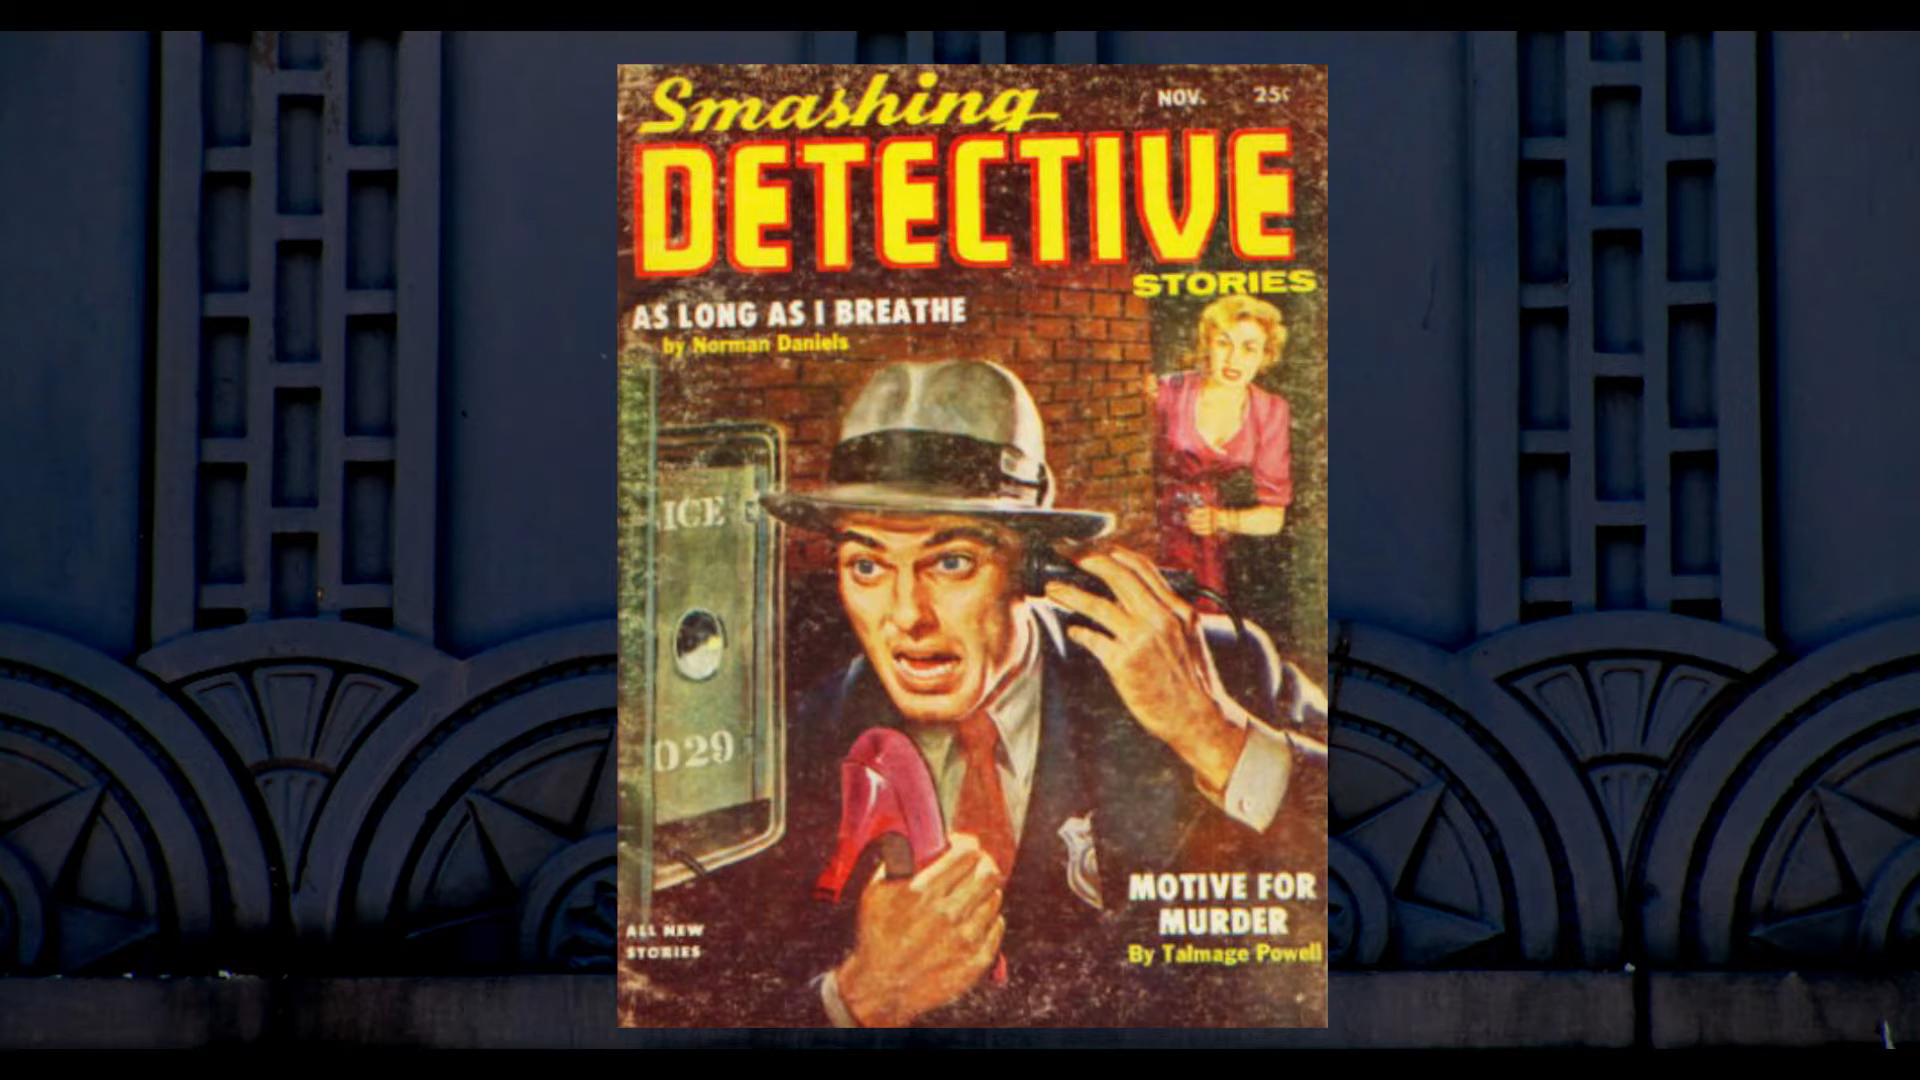 Smashing
NOV. 25¢
DETECTIVE
STORIES
AS LONG AS I BREATHE
by Norman Daniels
ICE
029
MOTIVE FOR
MURDER
By Talmage Powell
ALL NEW
STORIES